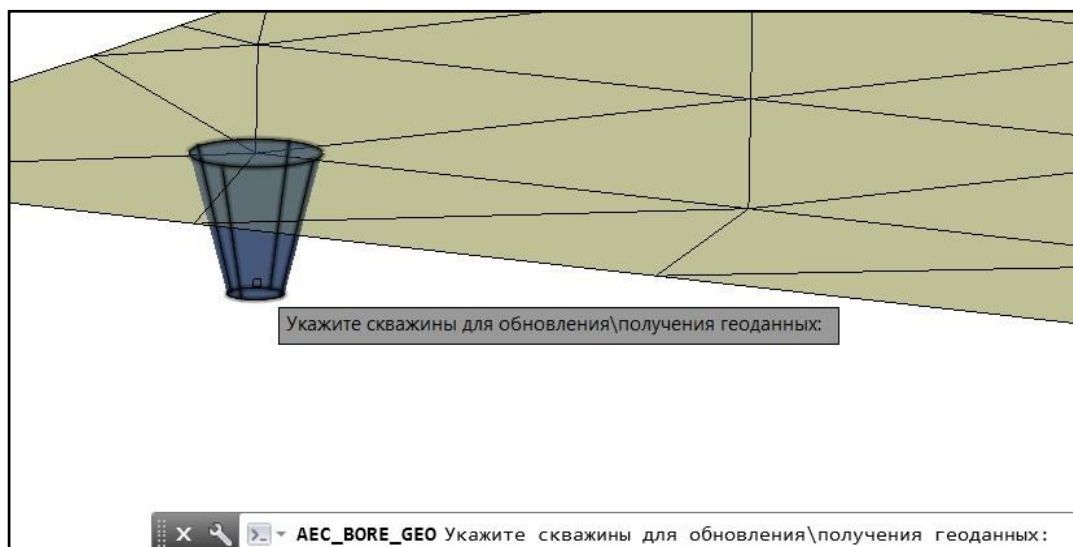 Укажите скважины для обновления\получения геоданных:
AEC_BORE_GEO Укажите скважины для обновления\получения геоданных: